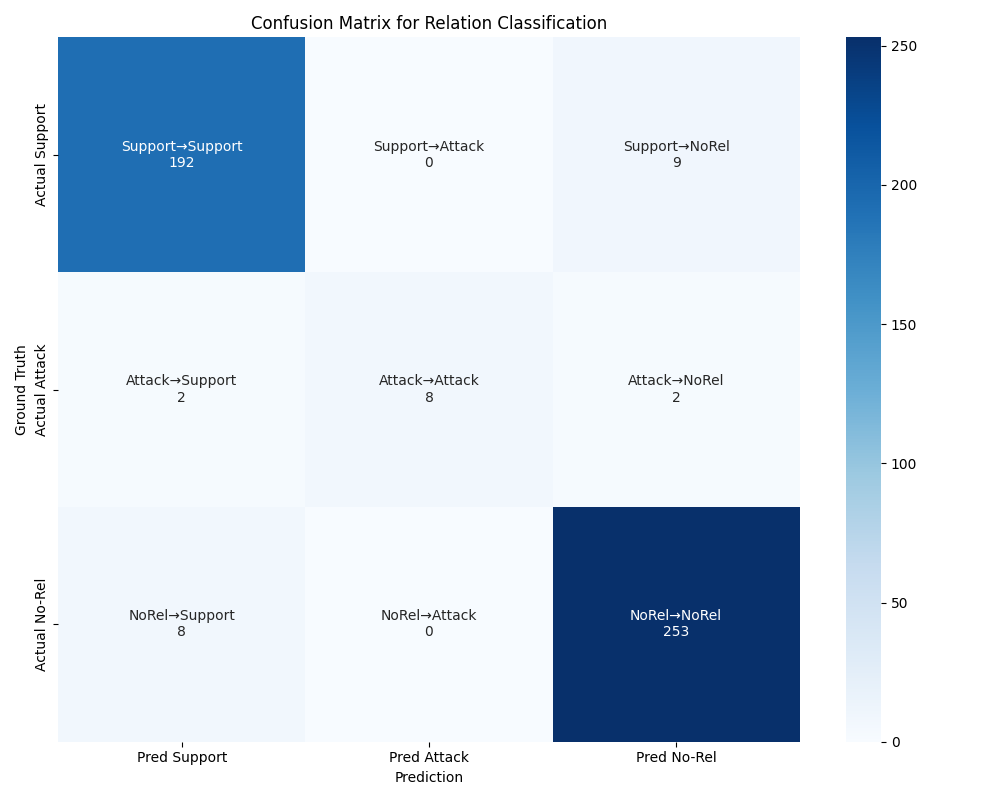 Confusion Matrix for Relation Classification
Ground Truth
Actual Support
Support→Support
192
Support→Attack
0
Support→NoRel
9
Actual Attack
Attack→Support
2
Attack→Attack
8
Attack→NoRel
2
Actual No-Rel
NoRel→Support
8
NoRel→Attack
0
NoRel→NoRel
253
Pred Support
Pred Attack
Pred No-Rel
Prediction
250
200
150
100
50
0